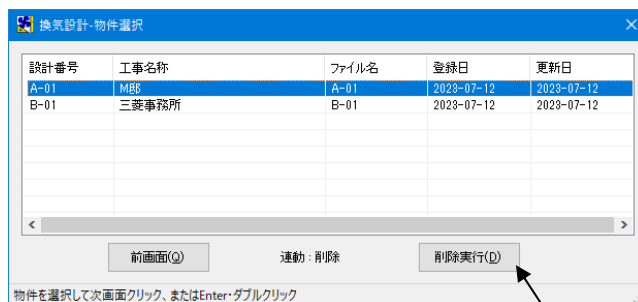 換気設計-物件選択
設計番号 工事名称 ファイル名 登録日 更新日
A-01 M邸 A-01 2023-07-12 2023-07-12
B-01 三菱事務所 B-01 2023-07-12 2023-07-12
前画面(Q) 連動：削除 削除実行(D)
物件を選択して次画面クリック、またはEnter・ダブルクリック